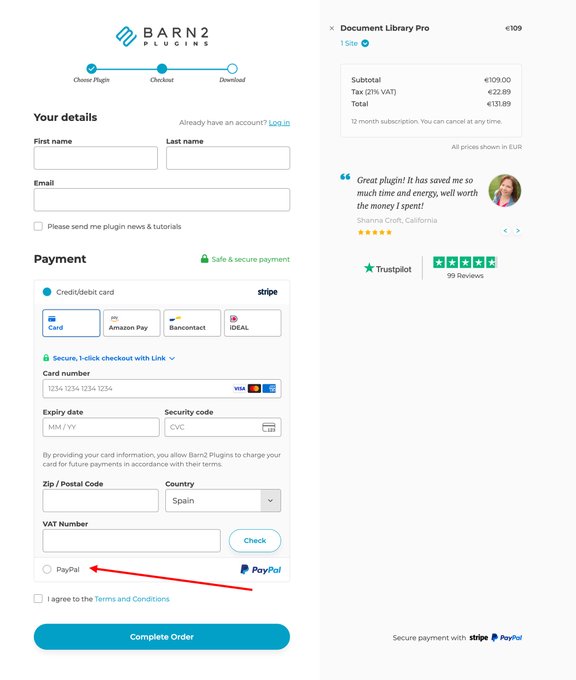 BARN2
PLUGINS
Choose Plugin
Checkout
Download
Your details
Already have an account? Log in
First name
Last name
Email
Please send me plugin news & tutorials
Payment
Safe & secure payment
Credit/debit card
stripe
Card
pay
Amazon Pay
Bancontact
iDEAL
Secure, 1-click checkout with Link
Card number
1234 1234 1234 1234
VISA
Expiry date
Security code
MM / YY
CVC
123
By providing your card information, you allow Barn2 Plugins to charge your
card for future payments in accordance with their terms.
Zip / Postal Code
Country
Spain
VAT Number
Check
PayPal
PayPal
I agree to the Terms and Conditions
Complete Order
× Document Library Pro
€109
1 Site
Subtotal
€109.00
Tax (21% VAT)
€22.89
Total
€131.89
12 month subscription. You can cancel at any time.
All prices shown in EUR
“ Great plugin! It has saved me so
much time and energy, well worth
the money I spent!
Shanna Croft, California
< >
Trustpilot
99 Reviews
Secure payment with stripe PayPal